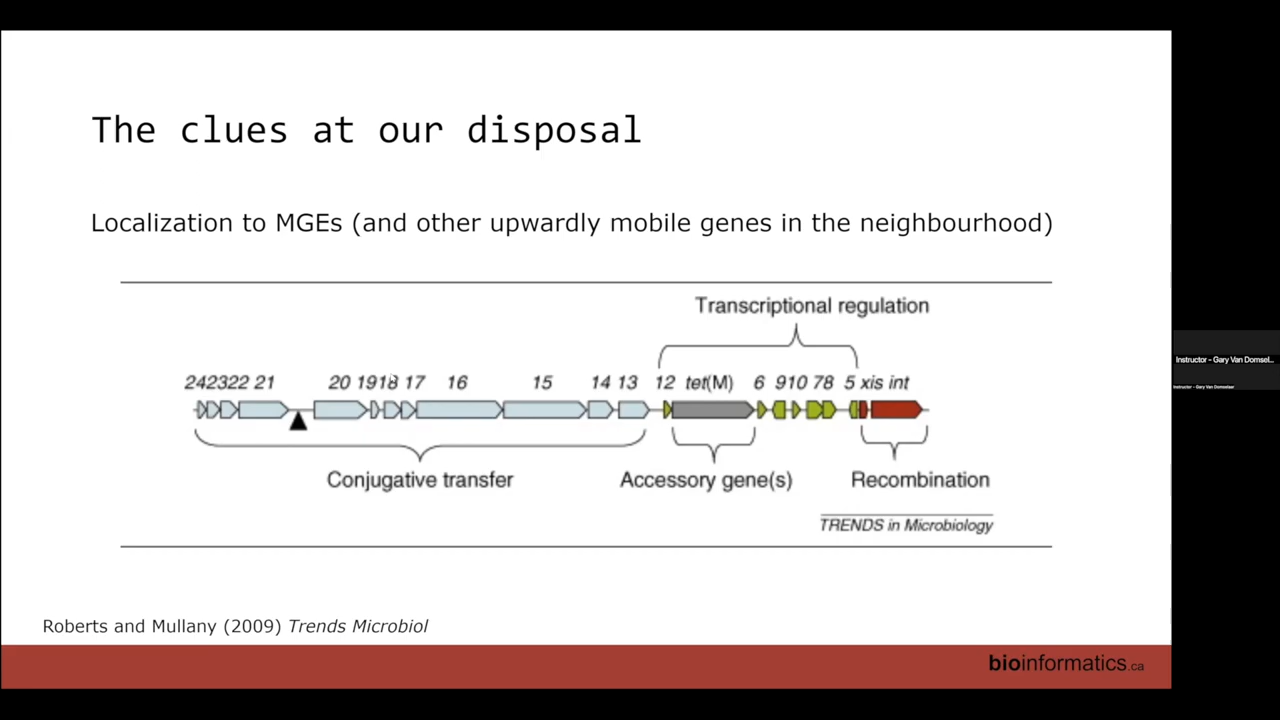 The clues at our disposal
Localization to MGEs (and other upwardly mobile genes in the neighbourhood)
Transcriptional regulation
242322 21 20 1918 17 16 15 14 13 12 tet(M) 6 910 78 5 xis int
Conjugative transfer Accessory gene(s) Recombination
TRENDS in Microbiology
Roberts and Mullany (2009) Trends Microbiol
bioinformatics.ca
Instructor - Gary Van Domsel...
Instructor - Gary Van Domselaar